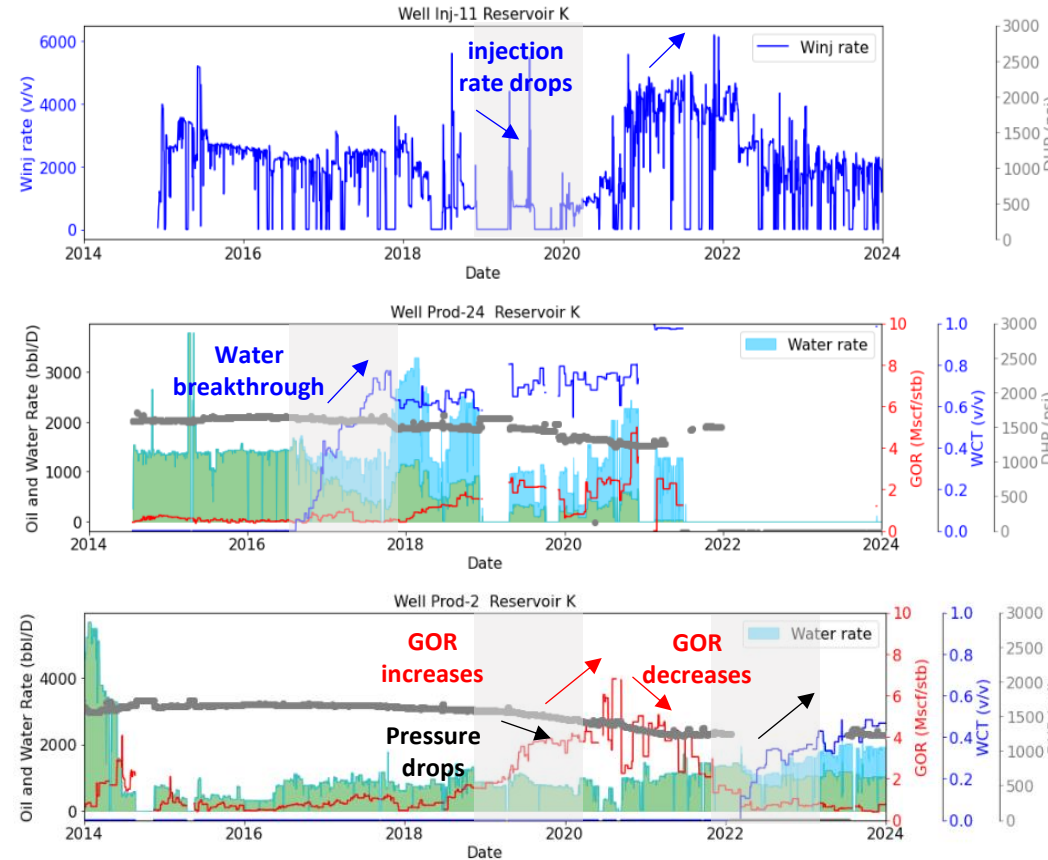 Well Inj-11 Reservoir K
Winj rate (v/v)
6000
4000
2000
0
injection
rate drops
Winj rate
3000
2500
2000
1500
1000
500
0
2014
2016
2018
2020
2022
2024
Date
Well Prod-24 Reservoir K
Oil and Water Rate (bbl/D)
3000
2000
1000
0
Water
breakthrough
Water rate
10
8
6
4
2
0
GOR (Mscf/stb)
1.0
0.8
0.6
0.4
0.2
0.0
WCT (v/v)
3000
2500
2000
1500
1000
500
0
DHP (psi)
2014
2016
2018
2020
2022
2024
Date
Well Prod-2 Reservoir K
Oil and Water Rate (bbl/D)
4000
2000
0
GOR
increases
GOR
decreases
Pressure
drops
Water rate
10
8
6
4
2
0
GOR (Mscf/stb)
1.0
0.8
0.6
0.4
0.2
0.0
WCT (v/v)
3000
2500
2000
1500
1000
500
0
2014
2016
2018
2020
2022
2024
Date